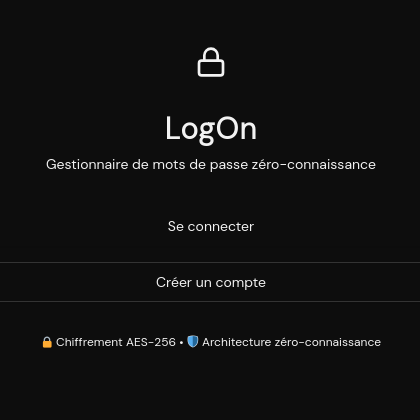 LogOn
Gestionnaire de mots de passe zéro-connaissance
Se connecter
Créer un compte
🔒 Chiffrement AES-256 • 🛡️ Architecture zéro-connaissance